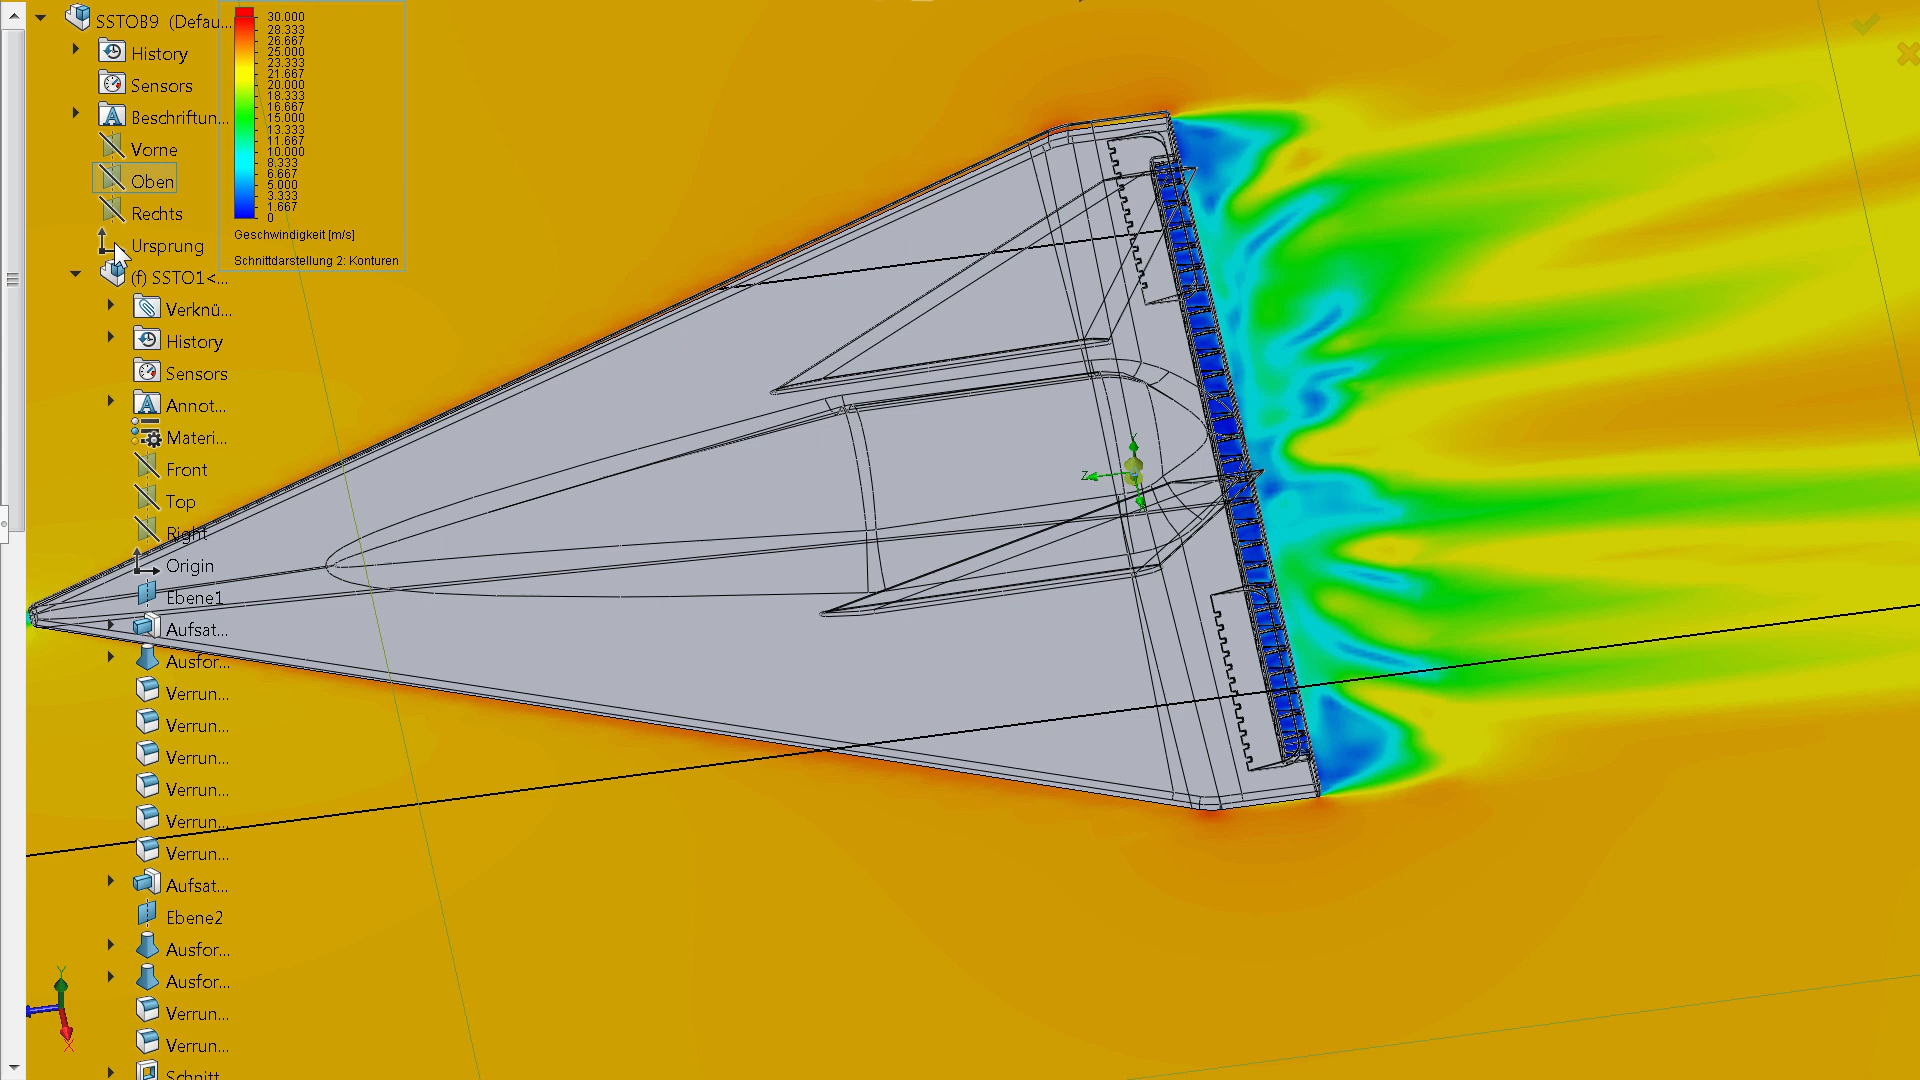 SSTOB9 (Defau...
History
Sensors
Beschriftun...
Vorne
Oben
Rechts
Ursprung
(f) SSTO1<...
Verknü...
History
Sensors
Annot...
Materi...
Front
Top
Right
Origin
Ebene1
Aufsat...
Ausfor...
Verrun...
Verrun...
Verrun...
Verrun...
Verrun...
Verrun...
Aufsat...
Ebene2
Ausfor...
Ausfor...
Verrun...
Verrun...
Schnitt...
30.000
28.333
26.667
25.000
23.333
21.667
20.000
18.333
16.667
15.000
13.333
11.667
10.000
8.333
6.667
5.000
3.333
1.667
0
Geschwindigkeit [m/s]
Schnittdarstellung 2: Konturen
Y
Z
Y
X